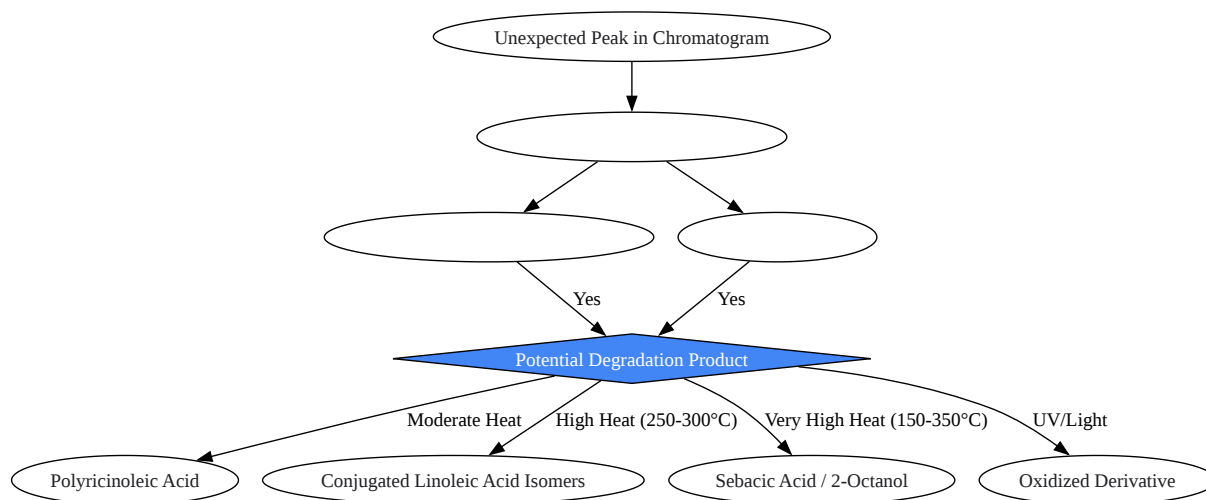 Unexpected Peak in Chromatogram
Yes
Yes
Potential Degradation Product
Moderate Heat
High Heat (250-300°C)
Very High Heat (150-350°C)
UV/Light
Polyricinoleic Acid
Conjugated Linoleic Acid Isomers
Sebacic Acid / 2-Octanol
Oxidized Derivative